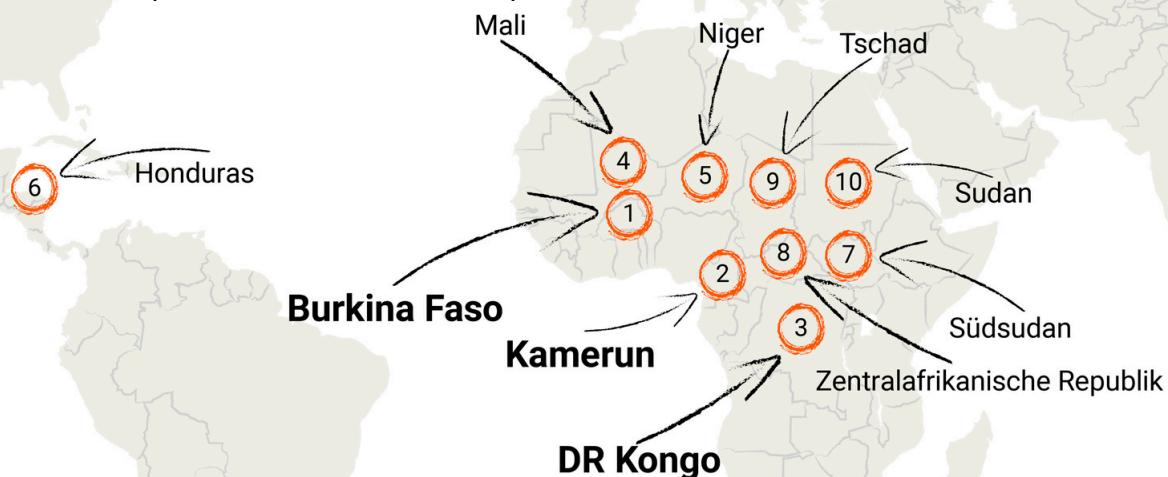 Mali
Niger
Tschad
4
5
9
10
6
Honduras
Sudan
1
8
7
2
Burkina Faso
3
Südsudan
Kamerun
Zentralafrikanische Republik
DR Kongo